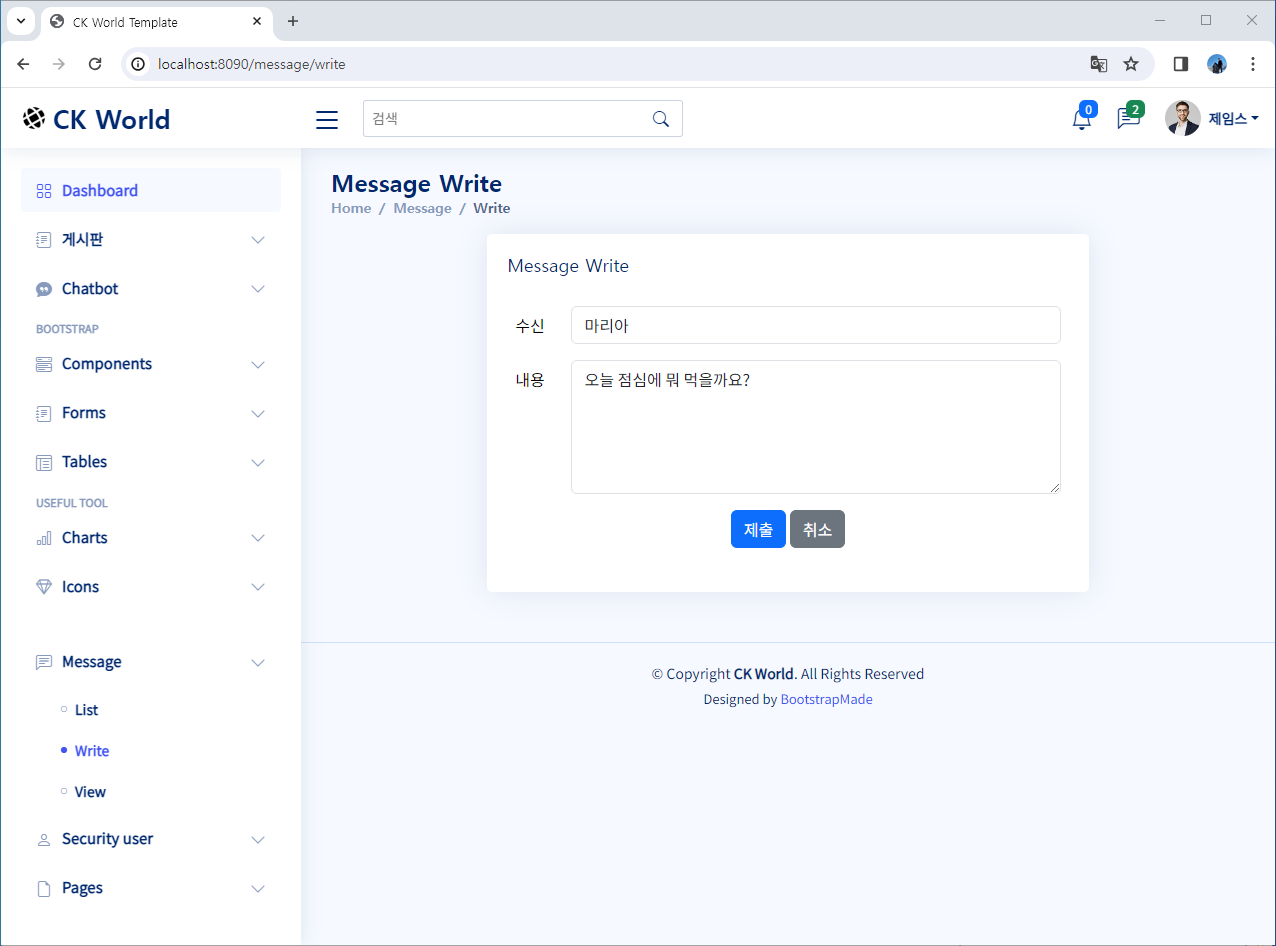 CK World Template
localhost:8090/message/write
CK World
검색
0
2
제임스
Dashboard
게시판
Chatbot
BOOTSTRAP
Components
Forms
Tables
USEFUL TOOL
Charts
Icons
Message
List
Write
View
Security user
Pages
Message Write
Home / Message / Write
Message Write
수신 마리아
내용 오늘 점심에 뭐 먹을까요?
제출 취소
© Copyright CK World. All Rights Reserved
Designed by BootstrapMade